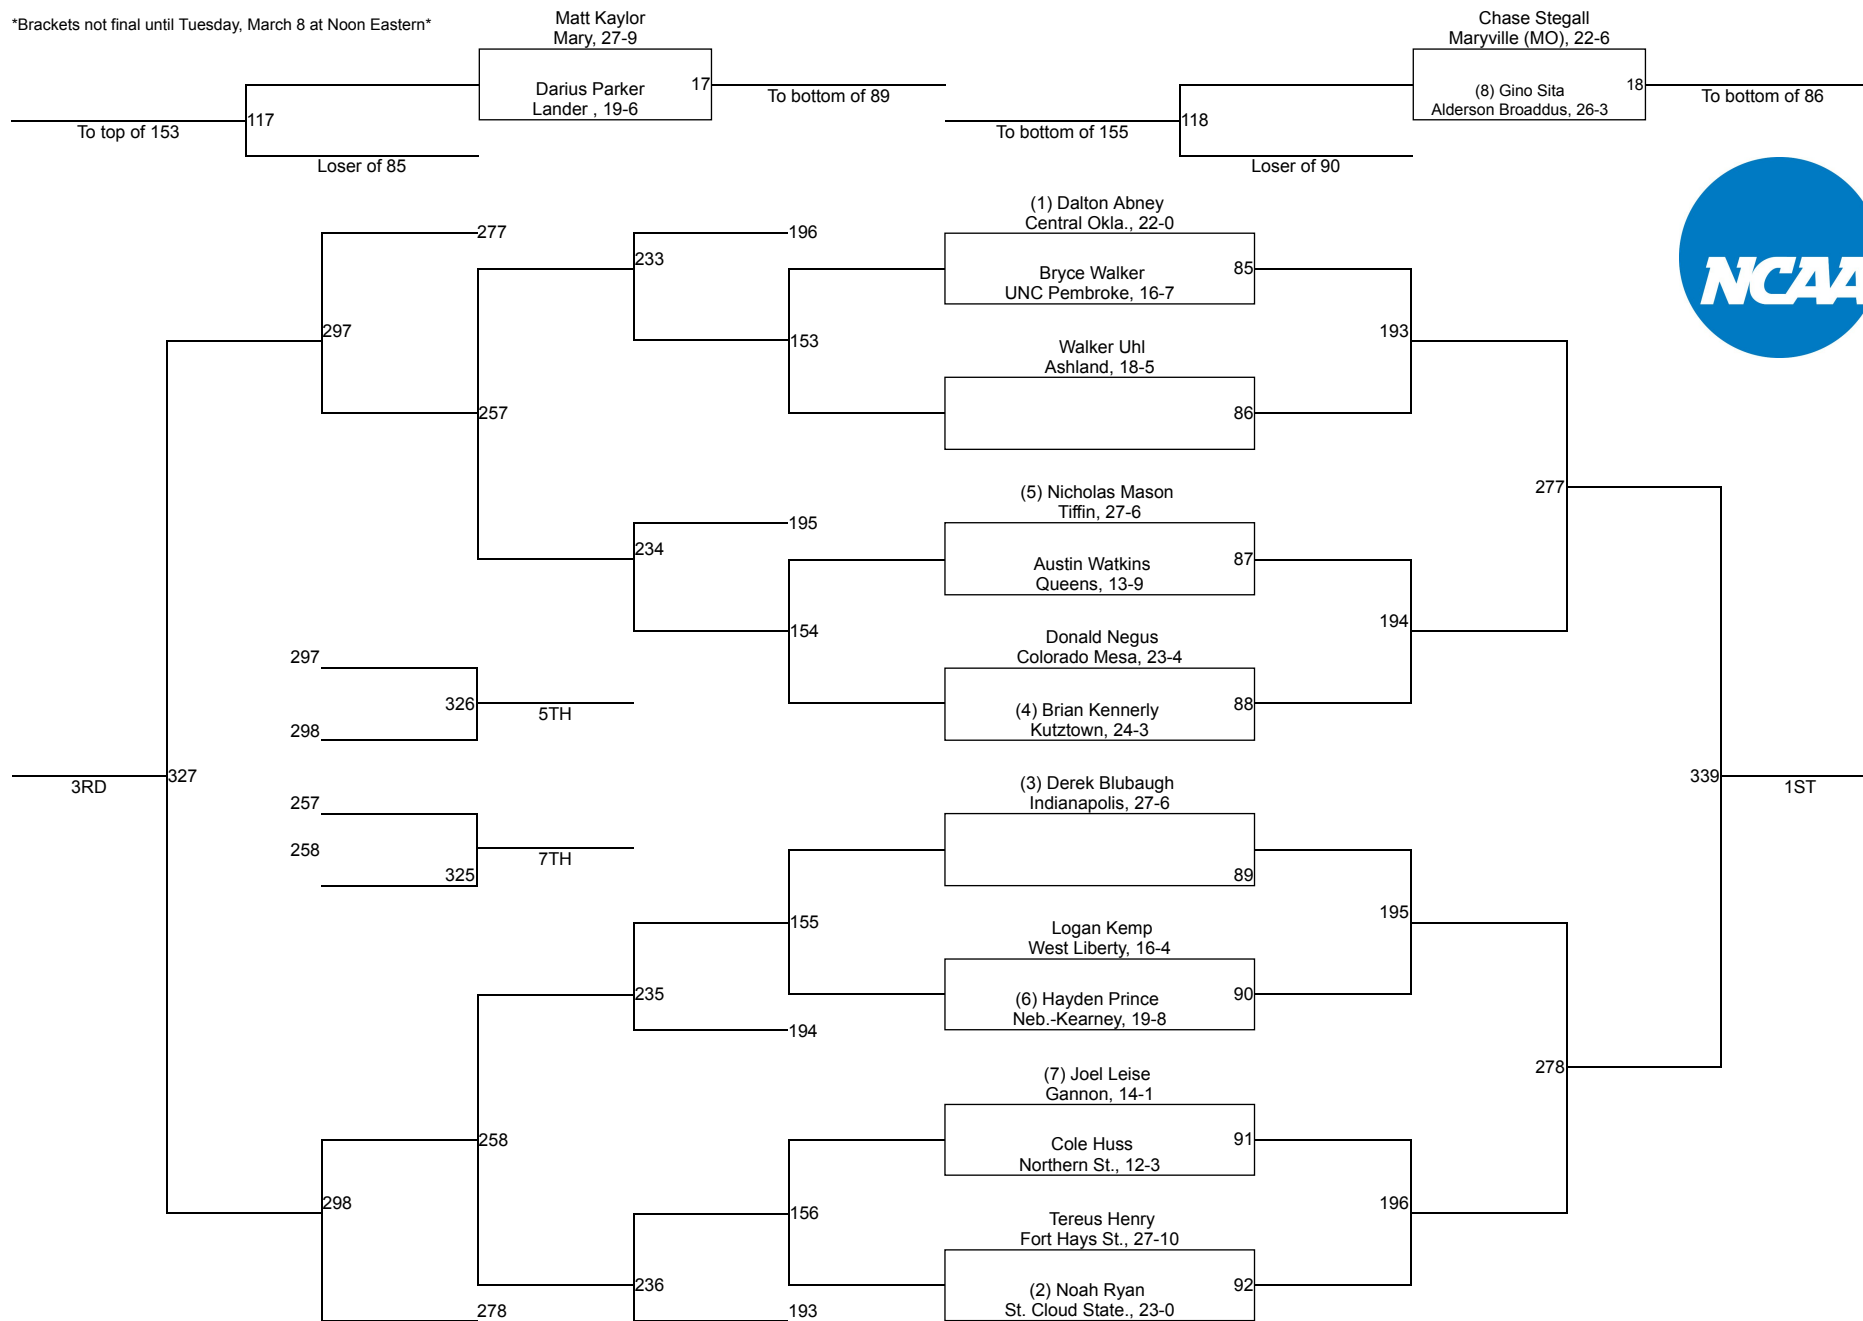 *Brackets not final until Tuesday, March 8 at Noon Eastern*
Matt Kaylor
Mary, 27-9
Darius Parker
Lander , 19-6
17
To bottom of 89
117
To top of 153
Loser of 85
Chase Stegall
Maryville (MO), 22-6
(8) Gino Sita
Alderson Broaddus, 26-3
18
To bottom of 86
118
To bottom of 155
Loser of 90
NCAA
(1) Dalton Abney
Central Okla., 22-0
Bryce Walker
UNC Pembroke, 16-7
85
277
196
233
297
153
193
Walker Uhl
Ashland, 18-5
86
257
(5) Nicholas Mason
Tiffin, 27-6
277
195
234
Austin Watkins
Queens, 13-9
87
154
194
Donald Negus
Colorado Mesa, 23-4
(4) Brian Kennerly
Kutztown, 24-3
88
297
326
5TH
298
327
3RD
339
1ST
(3) Derek Blubaugh
Indianapolis, 27-6
89
257
258
7TH
325
155
195
Logan Kemp
West Liberty, 16-4
(6) Hayden Prince
Neb.-Kearney, 19-8
90
235
194
(7) Joel Leise
Gannon, 14-1
278
Cole Huss
Northern St., 12-3
91
258
298
156
196
Tereus Henry
Fort Hays St., 27-10
(2) Noah Ryan
St. Cloud State., 23-0
92
236
278
193